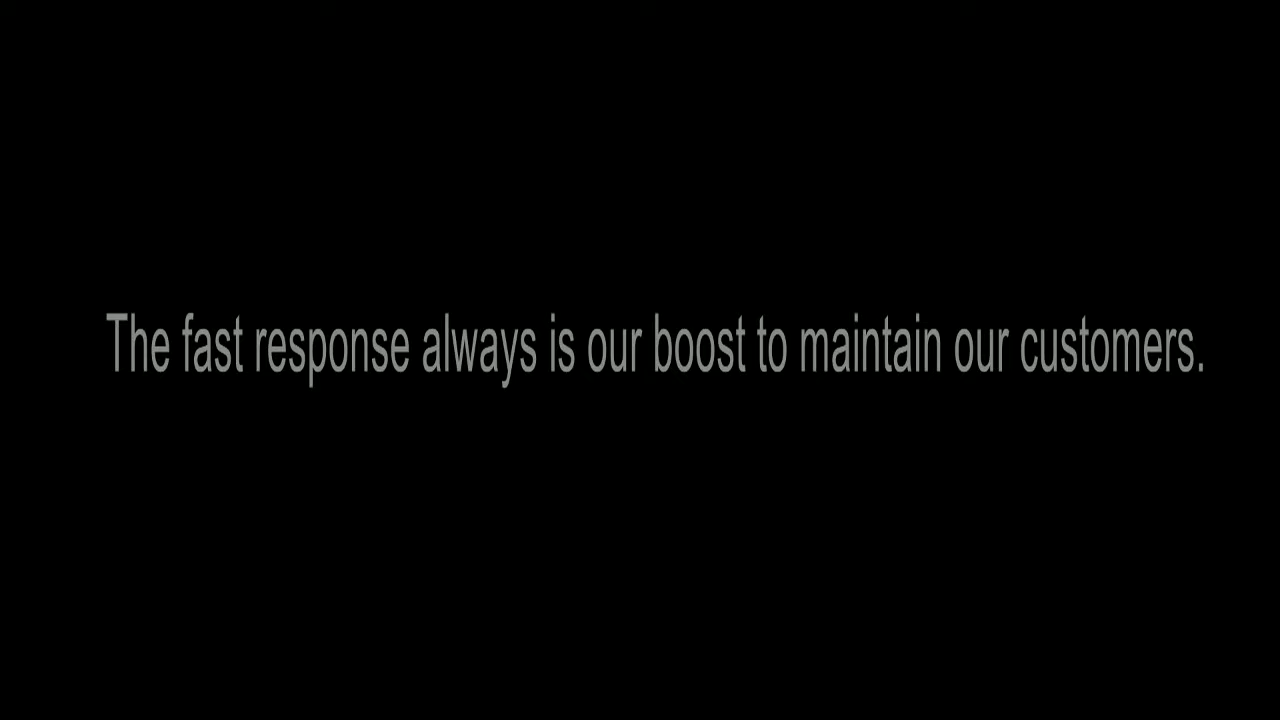 The fast response always is our boost to maintain our customers.